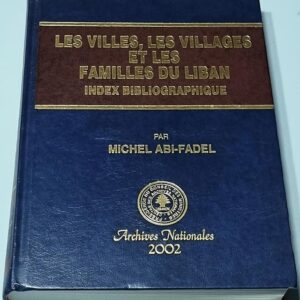 LES VILLES, LES VILLAGES
ET LES
FAMILLES DU LIBAN
INDEX BIBLIOGRAPHIQUE
PAR
MICHEL ABI-FADEL
Archives Nationales
2002